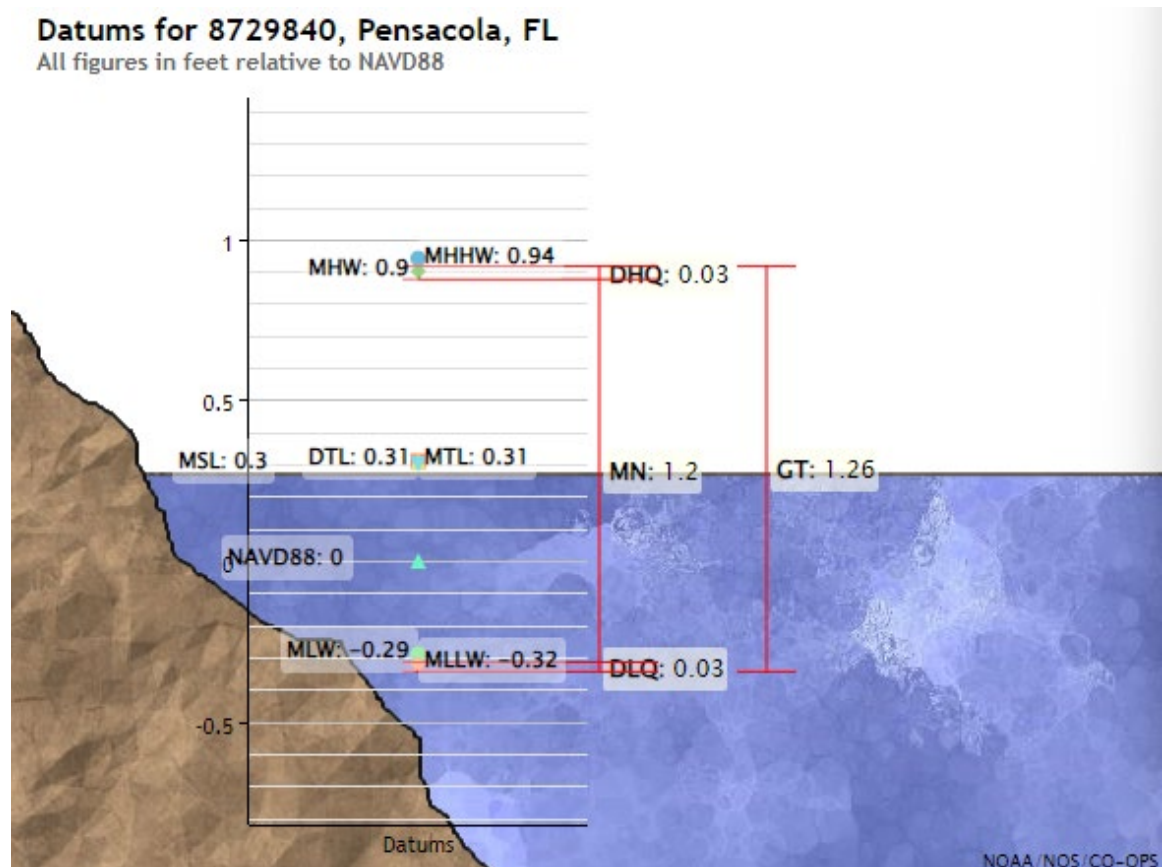 Datums for 8729840, Pensacola, FL
All figures in feet relative to NAVD88
1
MHW: 0.9
MHHW: 0.94
DHQ: 0.03
0.5
MSL: 0.3
DTL: 0.31
MTL: 0.31
MN: 1.2
GT: 1.26
0
NAVD88: 0
MLW: −0.29
MLLW: −0.32
DLQ: 0.03
-0.5
Datums
NOAA/NOS/CO-OPS